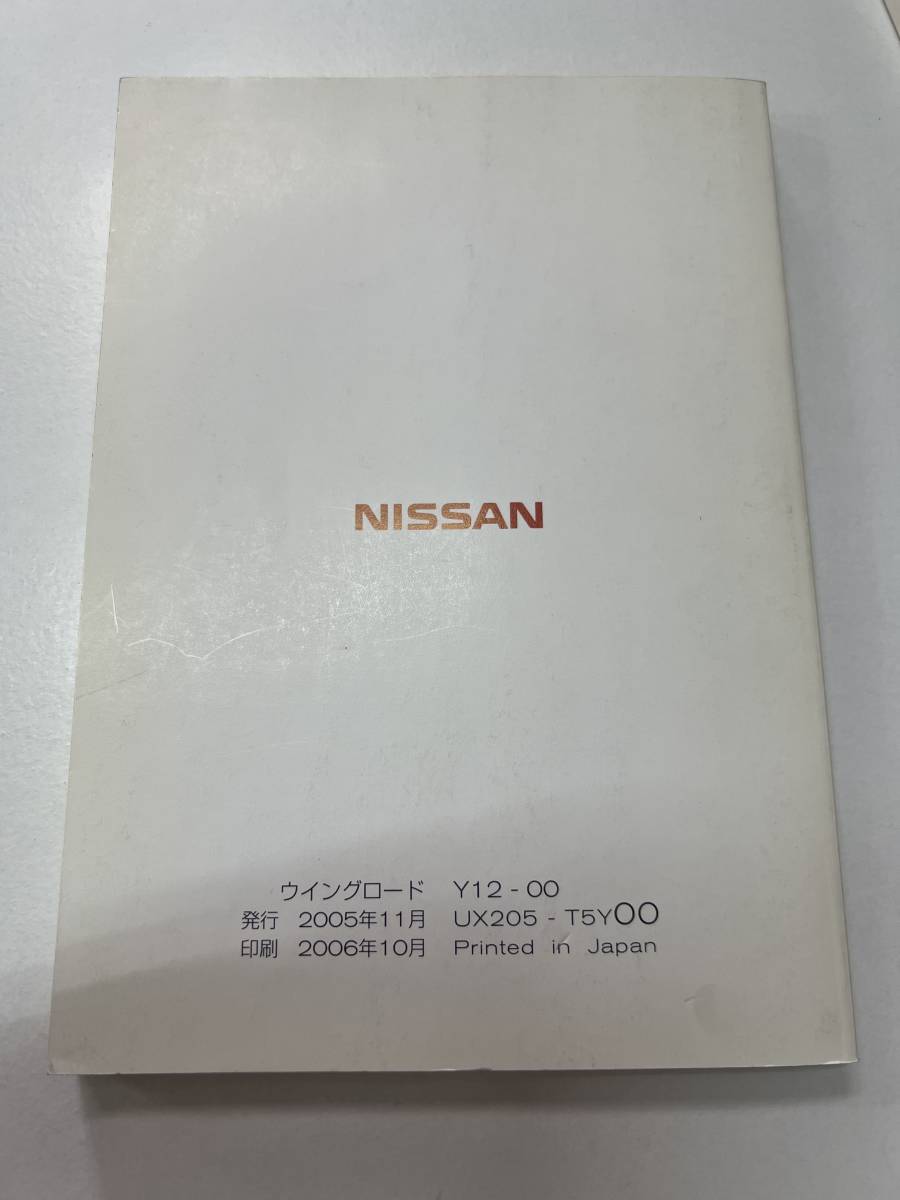 NISSAN
ウイングロード Y12 - 00
発行 2005年11月 UX205 - T5Y00
印刷 2006年10月 Printed in Japan